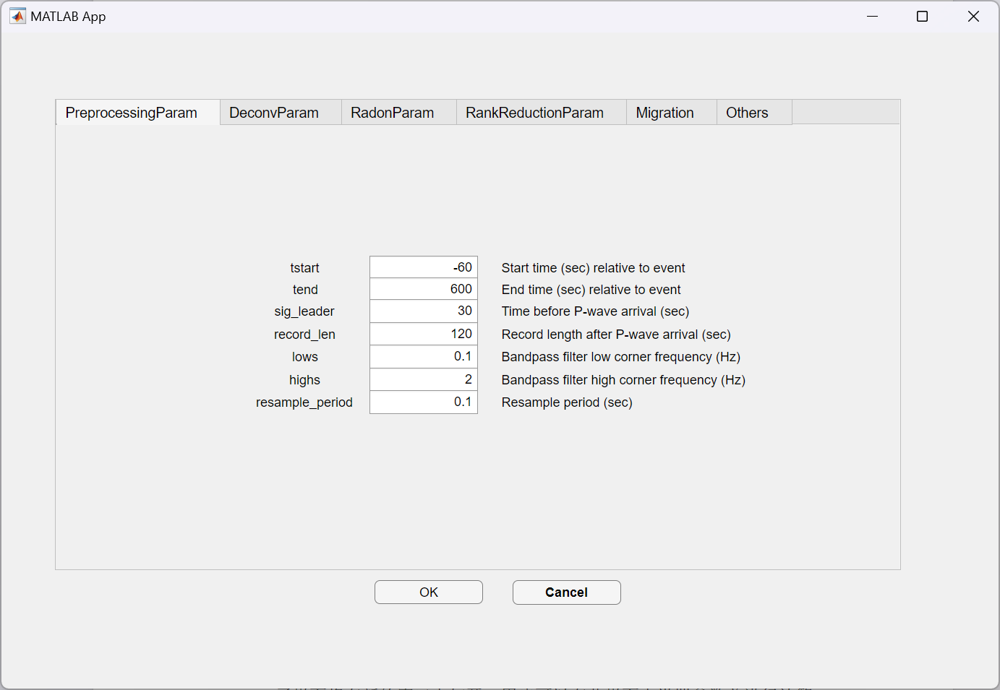 MATLAB App
PreprocessingParam DeconvParam RadonParam RankReductionParam Migration Others
tstart -60 Start time (sec) relative to event
tend 600 End time (sec) relative to event
sig_leader 30 Time before P-wave arrival (sec)
record_len 120 Record length after P-wave arrival (sec)
lows 0.1 Bandpass filter low corner frequency (Hz)
highs 2 Bandpass filter high corner frequency (Hz)
resample_period 0.1 Resample period (sec)
OK Cancel